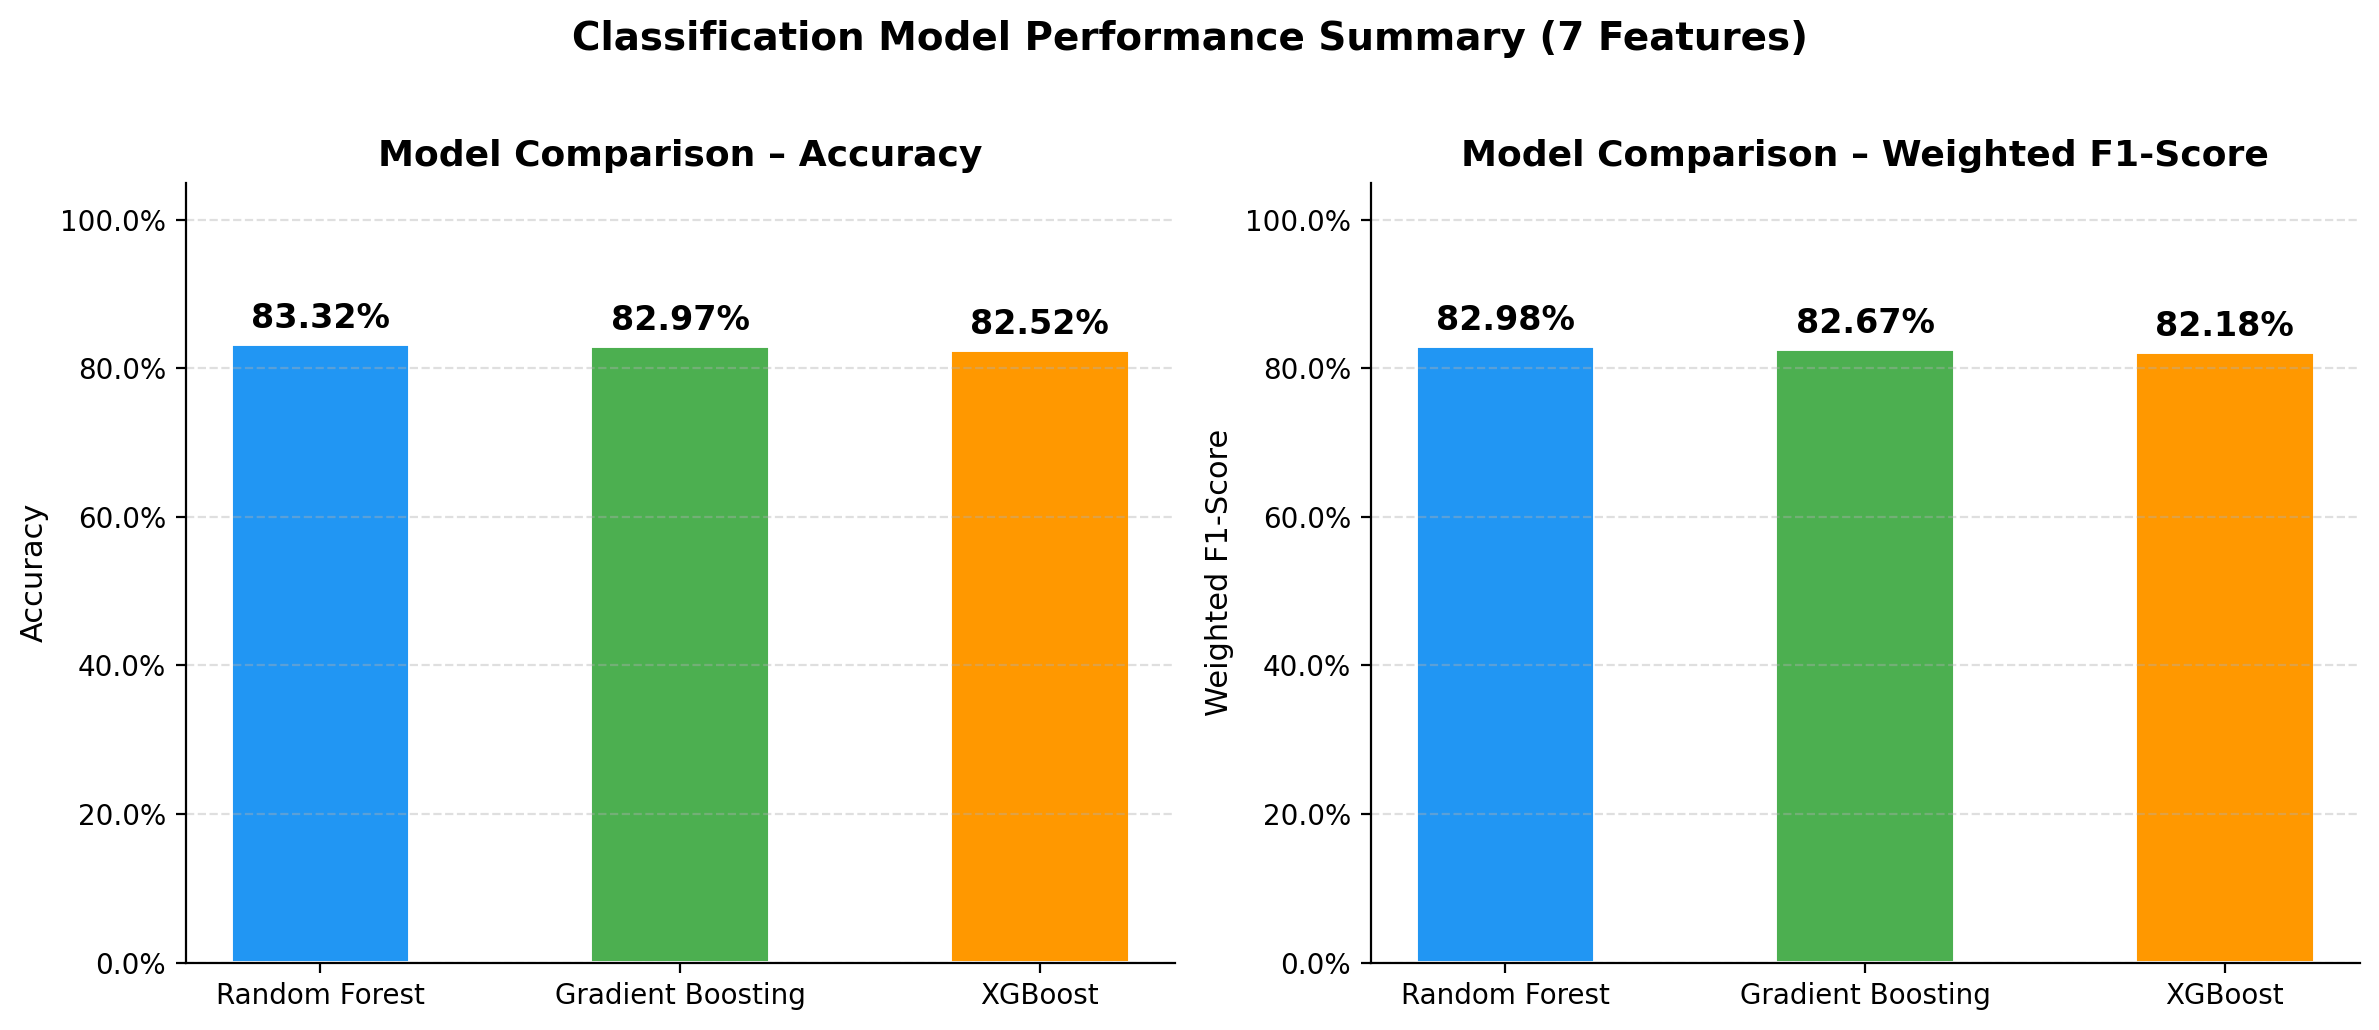 Classification Model Performance Summary (7 Features)
Model Comparison – Accuracy
Accuracy
100.0%
80.0%
60.0%
40.0%
20.0%
0.0%
83.32%
82.97%
82.52%
Random Forest
Gradient Boosting
XGBoost
Model Comparison – Weighted F1-Score
Weighted F1-Score
100.0%
80.0%
60.0%
40.0%
20.0%
0.0%
82.98%
82.67%
82.18%
Random Forest
Gradient Boosting
XGBoost